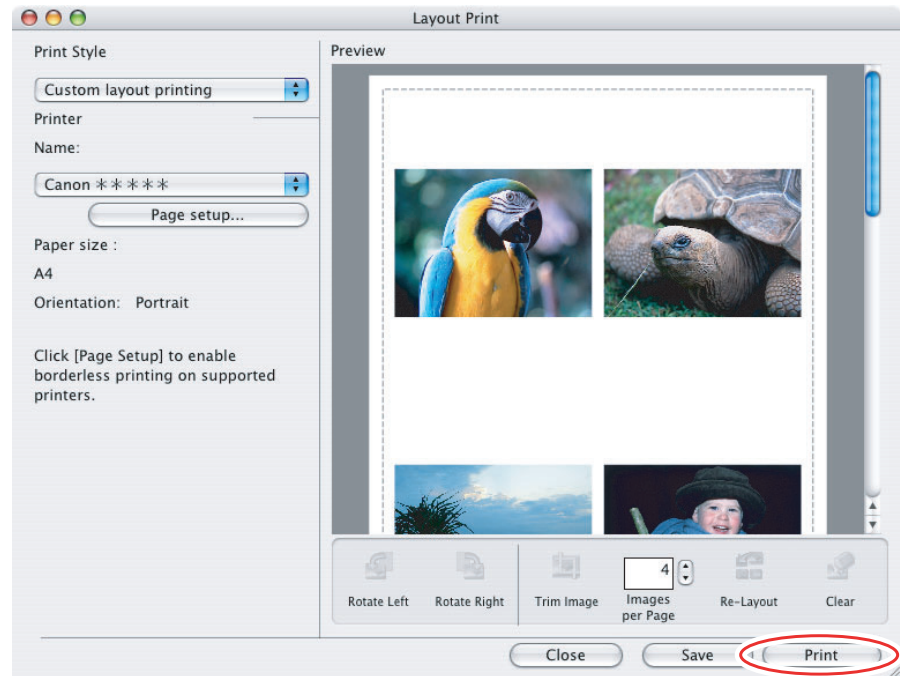 Layout Print
Print Style
Custom layout printing
Printer
Name:
Canon ∗∗∗∗∗
Page setup...
Paper size :
A4
Orientation: Portrait
Click [Page Setup] to enable
borderless printing on supported
printers.
Preview
Rotate Left
Rotate Right
Trim Image
4
Images
per Page
Re-Layout
Clear
Close
Save
Print